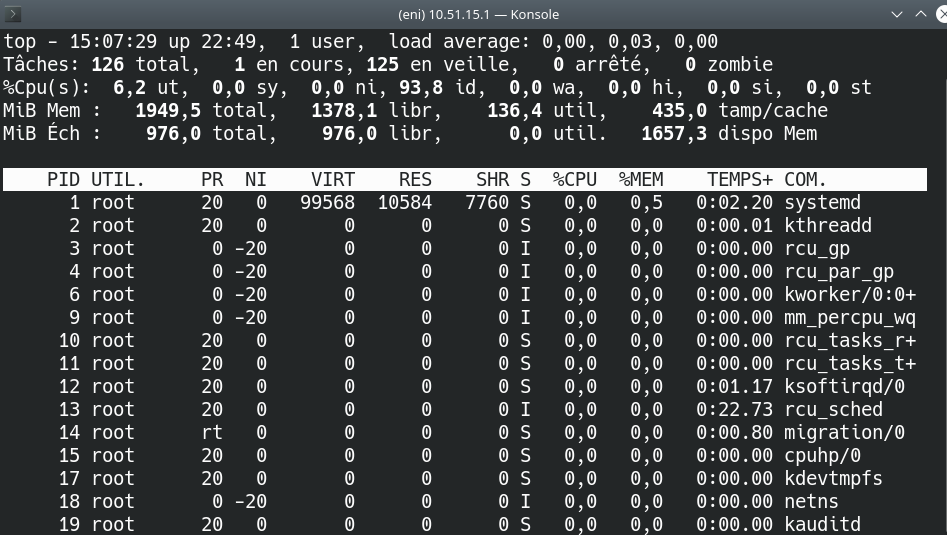 (eni) 10.51.15.1 — Konsole
top - 15:07:29 up 22:49,  1 user,  load average: 0,00, 0,03, 0,00
Tâches: 126 total,   1 en cours, 125 en veille,   0 arrêté,   0 zombie
%Cpu(s):  6,2 ut,  0,0 sy,  0,0 ni, 93,8 id,  0,0 wa,  0,0 hi,  0,0 si,  0,0 st
MiB Mem :   1949,5 total,   1378,1 libr,    136,4 util,    435,0 tamp/cache
MiB Éch :    976,0 total,    976,0 libr,      0,0 util.   1657,3 dispo Mem
PID UTIL.     PR  NI    VIRT    RES    SHR S  %CPU  %MEM    TEMPS+ COM.
1 root      20   0   99568  10584   7760 S   0,0   0,5   0:02.20 systemd
2 root      20   0       0      0      0 S   0,0   0,0   0:00.01 kthreadd
3 root       0 -20       0      0      0 I   0,0   0,0   0:00.00 rcu_gp
4 root       0 -20       0      0      0 I   0,0   0,0   0:00.00 rcu_par_gp
6 root       0 -20       0      0      0 I   0,0   0,0   0:00.00 kworker/0:0+
9 root       0 -20       0      0      0 I   0,0   0,0   0:00.00 mm_percpu_wq
10 root      20   0       0      0      0 S   0,0   0,0   0:00.00 rcu_tasks_r+
11 root      20   0       0      0      0 S   0,0   0,0   0:00.00 rcu_tasks_t+
12 root      20   0       0      0      0 S   0,0   0,0   0:01.17 ksoftirqd/0
13 root      20   0       0      0      0 I   0,0   0,0   0:22.73 rcu_sched
14 root      rt   0       0      0      0 S   0,0   0,0   0:00.80 migration/0
15 root      20   0       0      0      0 S   0,0   0,0   0:00.00 cpuhp/0
17 root      20   0       0      0      0 S   0,0   0,0   0:00.00 kdevtmpfs
18 root       0 -20       0      0      0 I   0,0   0,0   0:00.00 netns
19 root      20   0       0      0      0 S   0,0   0,0   0:00.00 kauditd